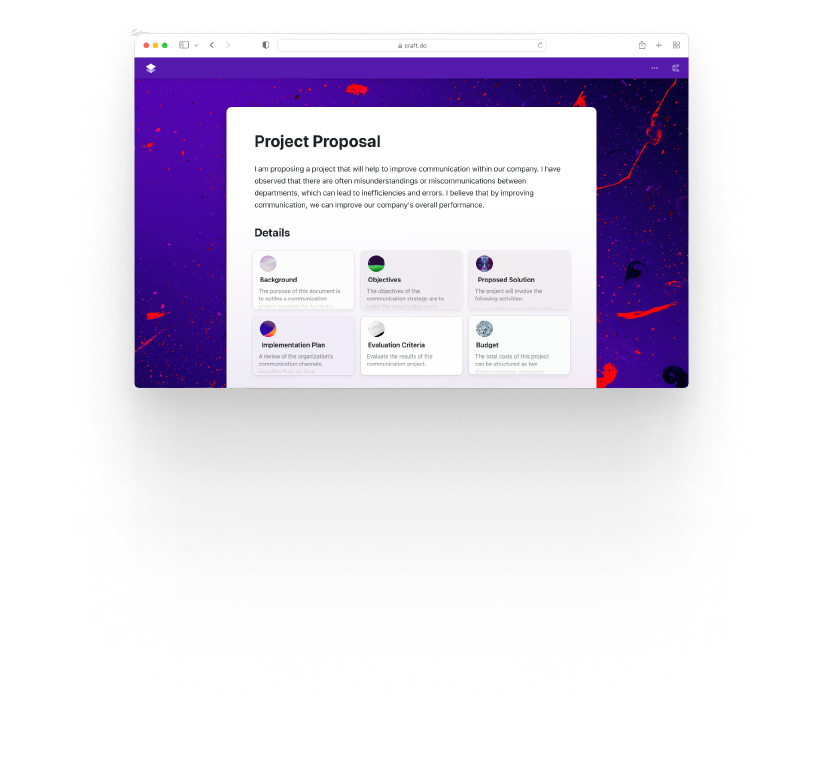 craft.do
Project Proposal
I am proposing a project that will help to improve communication within our company. I have
observed that there are often misunderstandings or miscommunications between
departments, which can lead to inefficiencies and errors. I believe that by improving
communication, we can improve our company's overall performance.
Details
Background
The purpose of this document is
to outline a communication
Objectives
The objectives of the
communication strategy are to
Proposed Solution
The project will involve the
following activities:
Implementation Plan
A review of the organization's
communication channels,
Evaluation Criteria
Evaluate the results of the
communication project.
Budget
The total costs of this project
can be structured as two